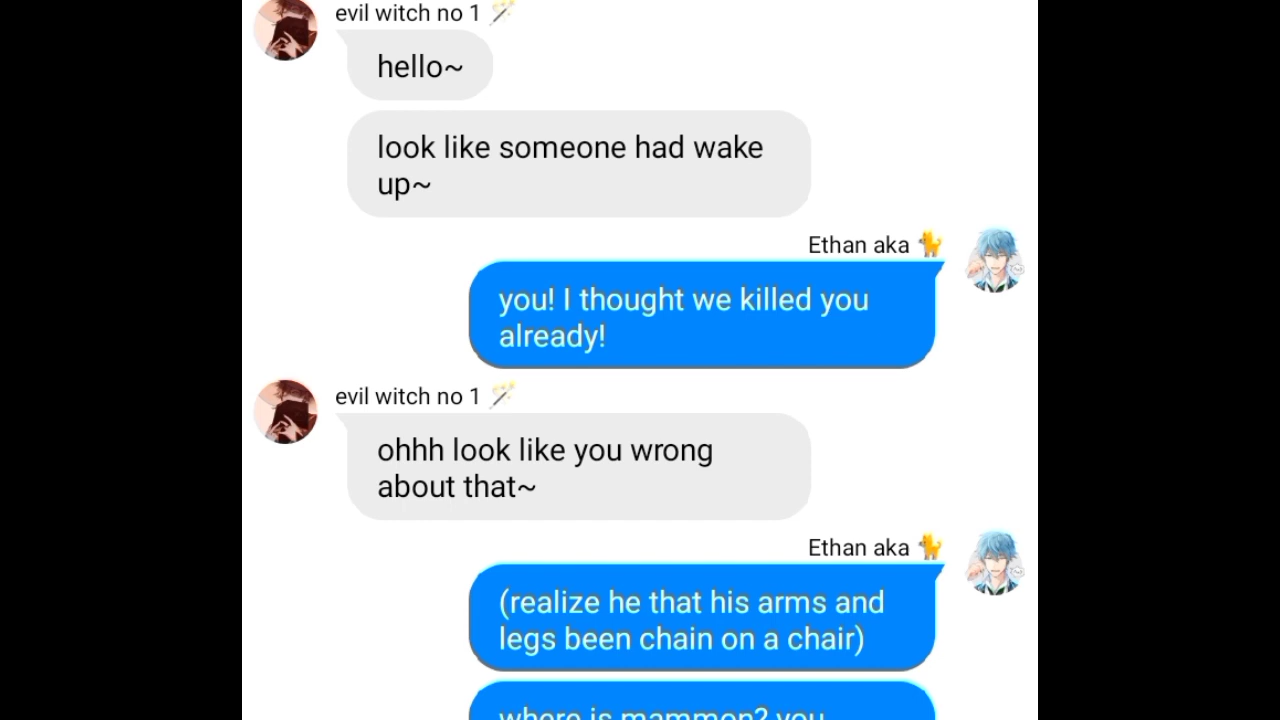 evil witch no 1 🪄
hello~
look like someone had wake
up~
Ethan aka 🐈
you! I thought we killed you
already!
evil witch no 1 🪄
ohhh look like you wrong
about that~
Ethan aka 🐈
(realize he that his arms and
legs been chain on a chair)
where is mammon? you